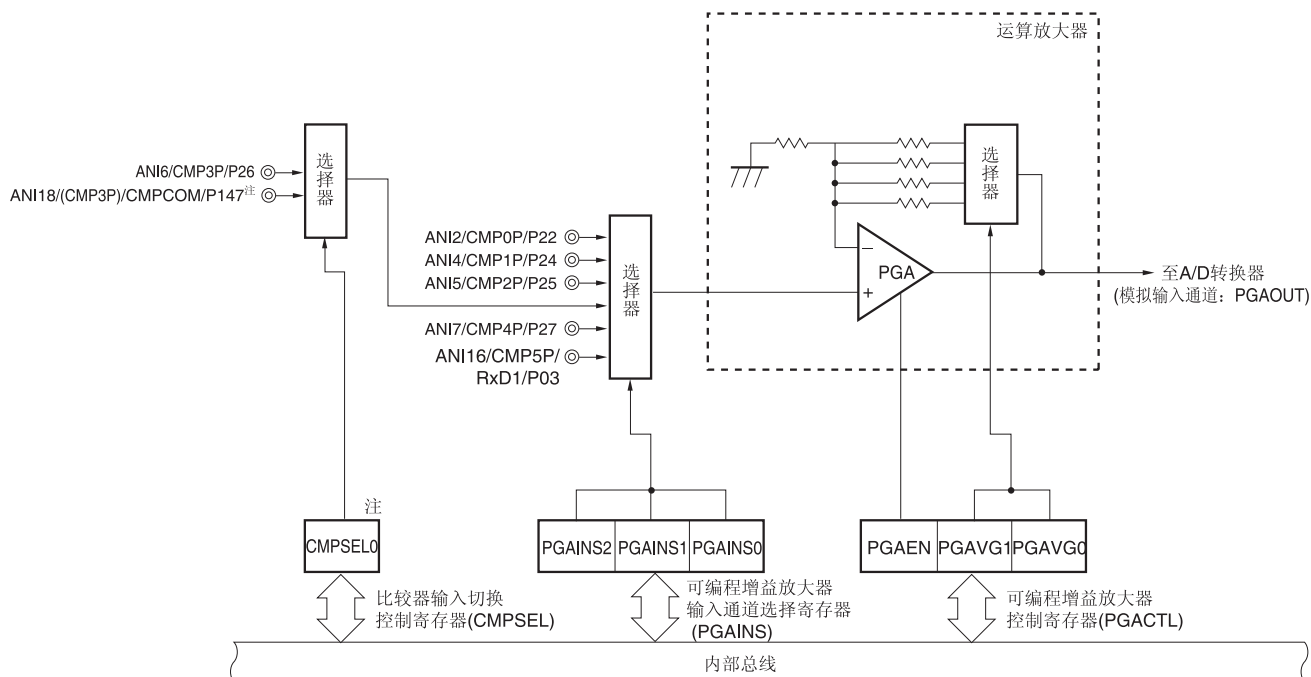 运算放大器
选择器
ANI6/CMP3P/P26
ANI18/(CMP3P)/CMPCOM/P147注
选择器
ANI2/CMP0P/P22
ANI4/CMP1P/P24
ANI5/CMP2P/P25
ANI7/CMP4P/P27
ANI16/CMP5P/
RxD1/P03
选择器
PGA
−
+
至A/D转换器
(模拟输入通道：PGAOUT)
注
CMPSEL0
PGAINS2 PGAINS1 PGAINS0
PGAEN PGAVG1 PGAVG0
比较器输入切换
控制寄存器(CMPSEL)
可编程增益放大器
输入通道选择寄存器
(PGAINS)
可编程增益放大器
控制寄存器(PGACTL)
内部总线